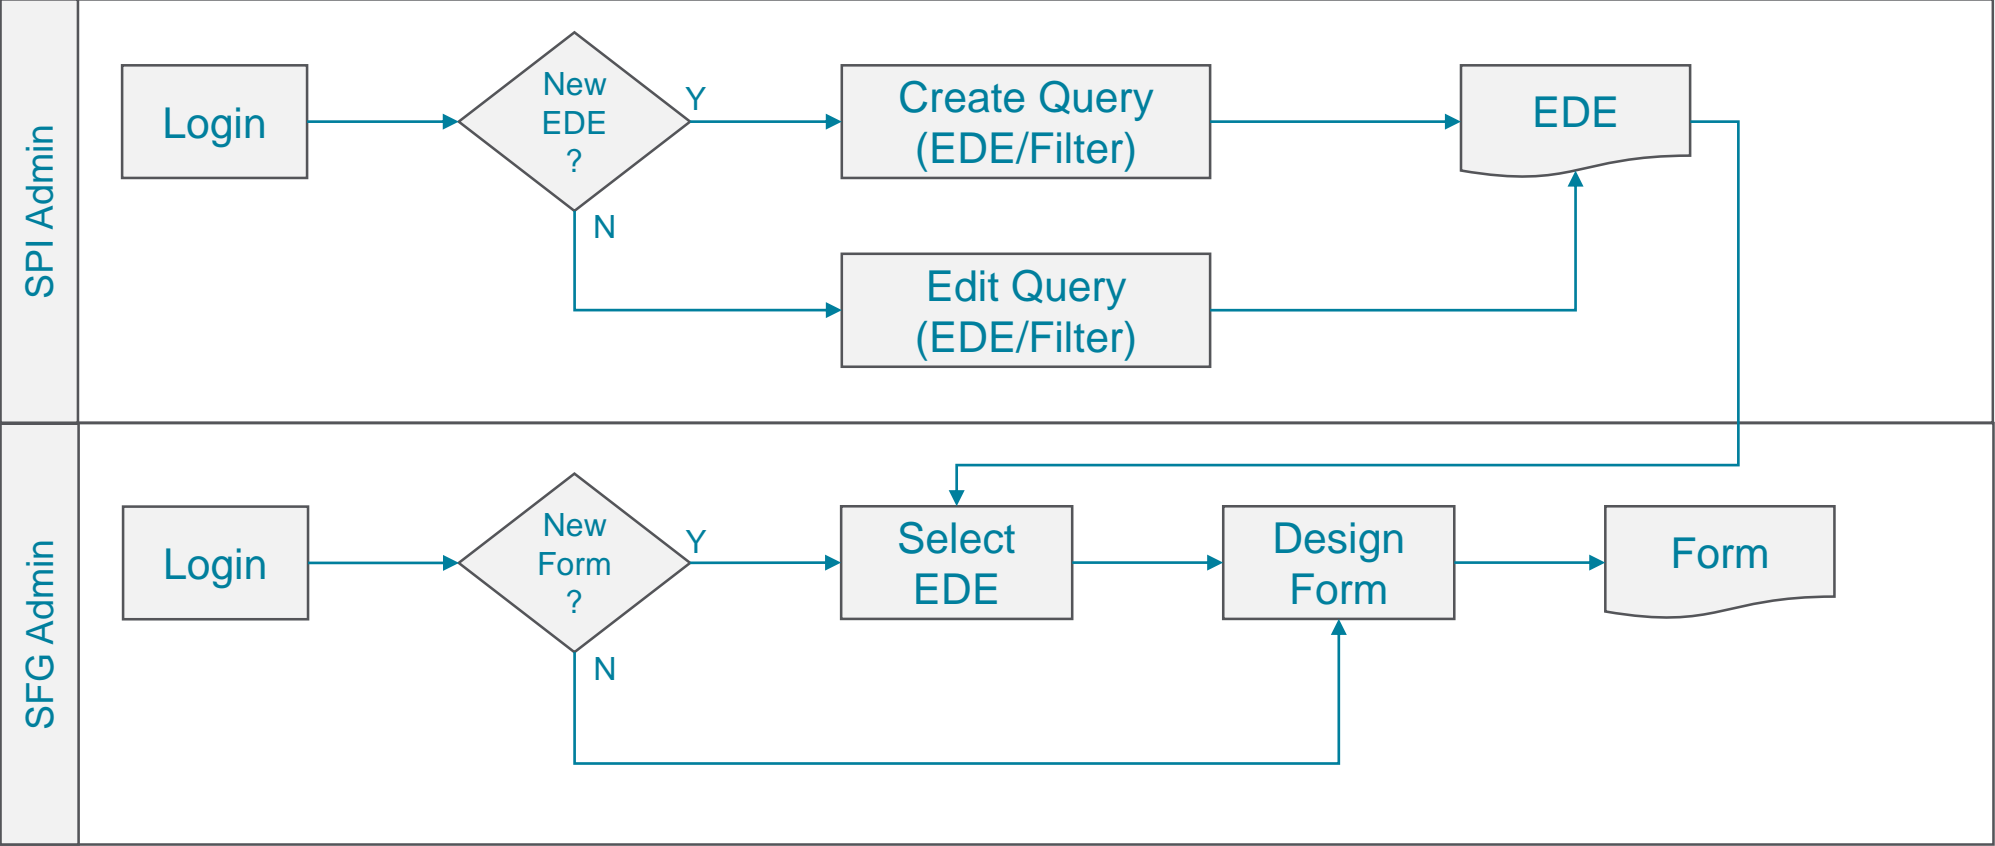 SPI Admin
Login
New
EDE
?
Y
N
Create Query
(EDE/Filter)
Edit Query
(EDE/Filter)
EDE
SFG Admin
Login
New
Form
?
Y
N
Select
EDE
Design
Form
Form